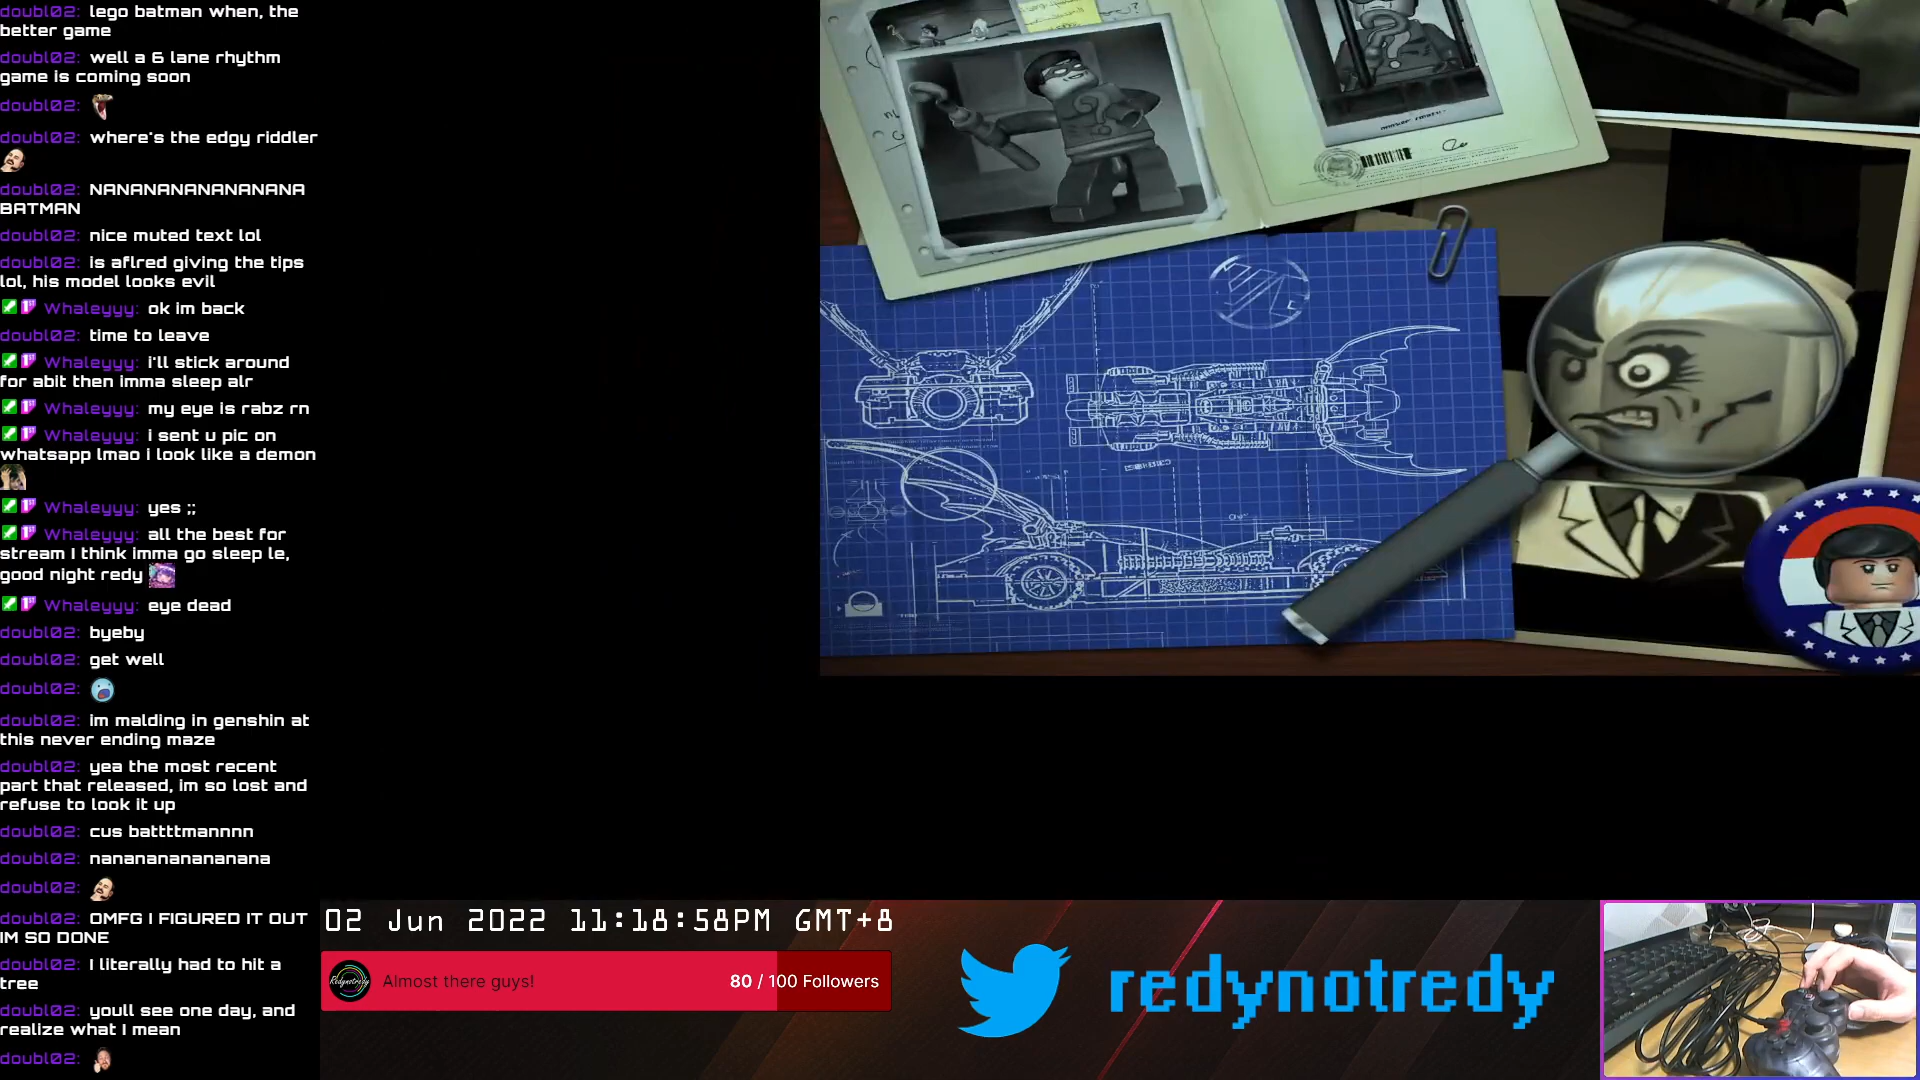 doubl02: lego batman when, the
better game
doubl02: well a 6 lane rhythm
game is coming soon
doubl02:
doubl02: where's the edgy riddler
doubl02: NANANANANANANANA
BATMAN
doubl02: nice muted text lol
doubl02: is aflred giving the tips
lol, his model looks evil
Whaleyyy: ok im back
doubl02: time to leave
Whaleyyy: i'll stick around
for abit then imma sleep alr
Whaleyyy: my eye is rabz rn
Whaleyyy: i sent u pic on
whatsapp lmao i look like a demon
Whaleyyy: yes ;;
Whaleyyy: all the best for
stream I think imma go sleep le,
good night redy
Whaleyyy: eye dead
doubl02: byeby
doubl02: get well
doubl02:
doubl02: im malding in genshin at
this never ending maze
doubl02: yea the most recent
part that released, im so lost and
refuse to look it up
doubl02: cus battttmannnn
doubl02: nanananananana
doubl02:
doubl02: OMFG I FIGURED IT OUT
IM SO DONE
doubl02: I literally had to hit a
tree
doubl02: youll see one day, and
realize what I mean
doubl02:
02 Jun 2022 11:18:58PM GMT+8
Redynotredy
Almost there guys!
80 / 100 Followers
redynotredy